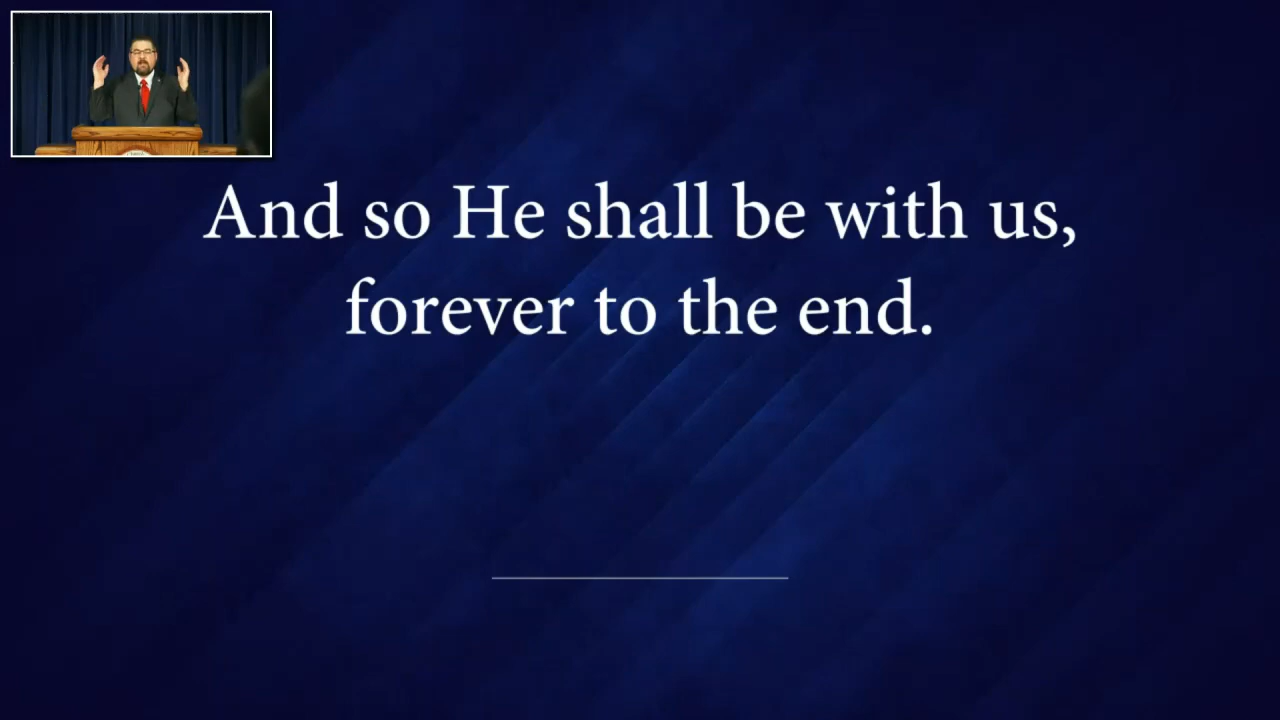 And so He shall be with us,
forever to the end.